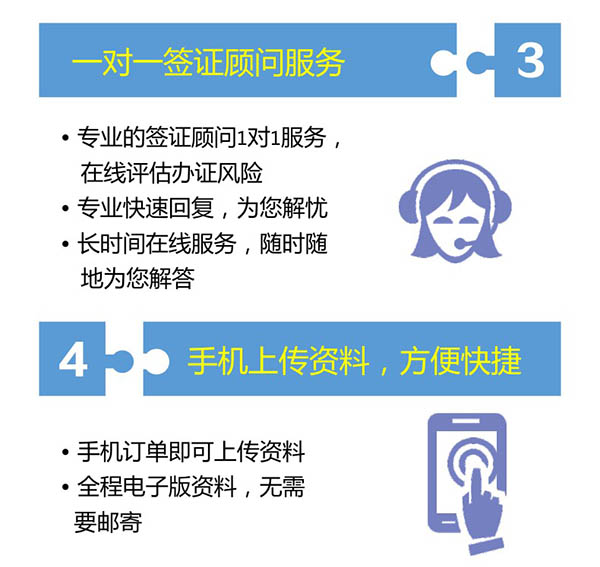 一对一签证顾问服务
3
• 专业的签证顾问1对1服务，
在线评估办证风险
• 专业快速回复，为您解忧
• 长时间在线服务，随时随
地为您解答
4
手机上传资料，方便快捷
• 手机订单即可上传资料
• 全程电子版资料，无需
要邮寄